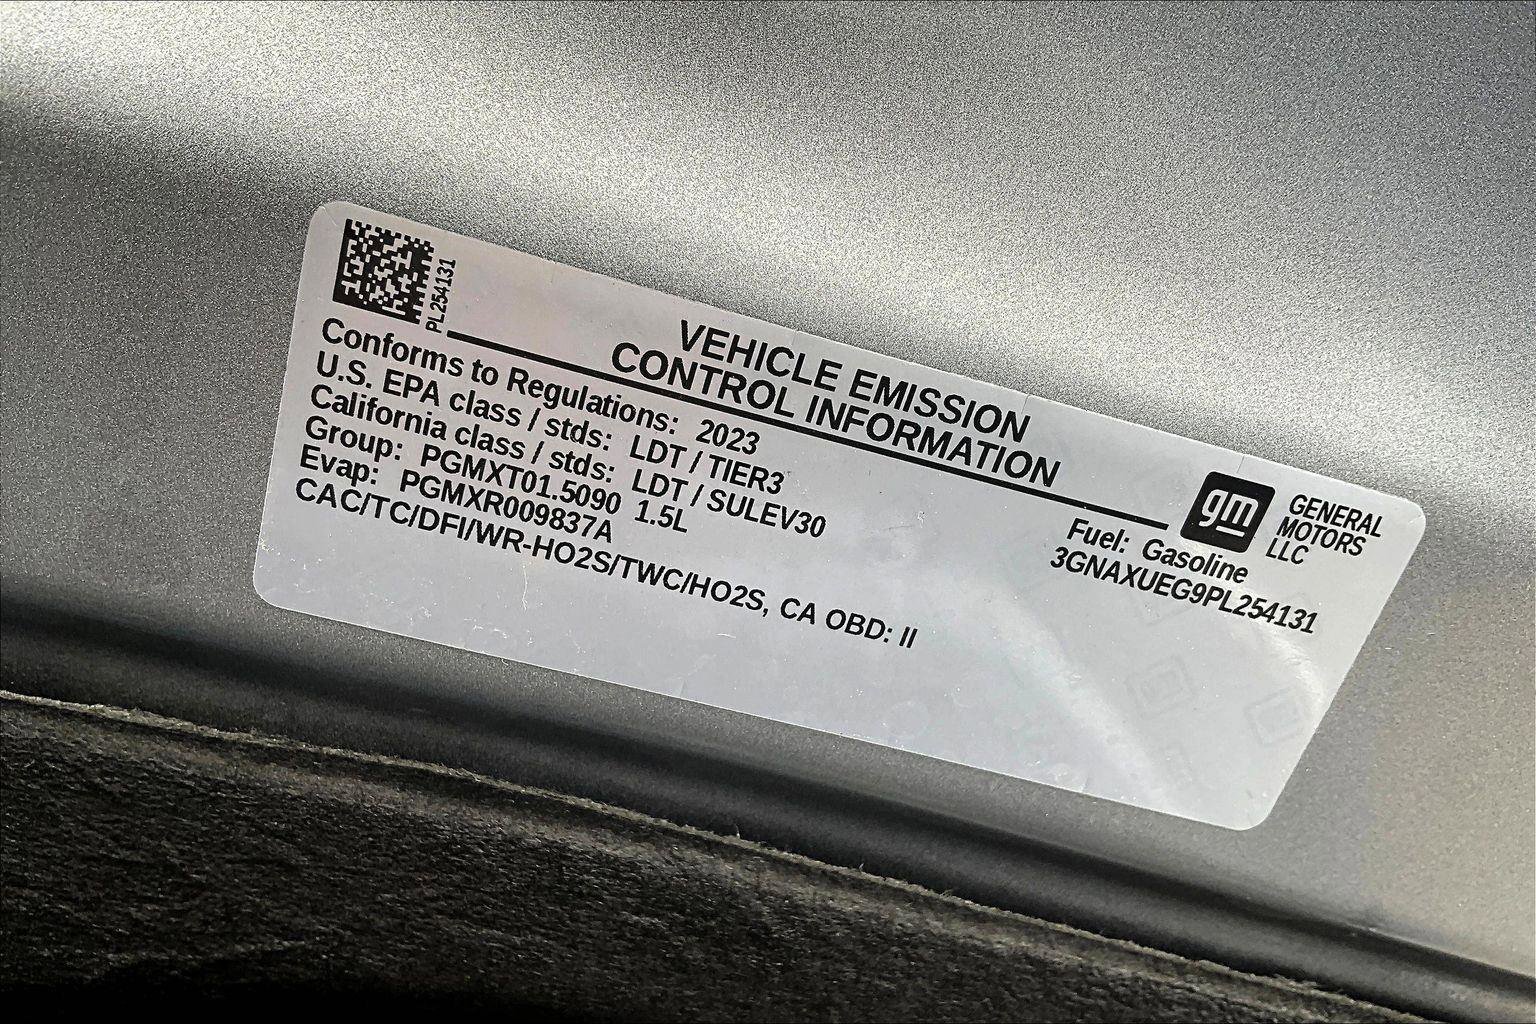 PL254131
VEHICLE EMISSION
CONTROL INFORMATION
Conforms to Regulations: 2023
U.S. EPA class / stds: LDT / TIER3
California class / stds: LDT / SULEV30
Group: PGMXT01.5090 1.5L
Evap: PGMXR009837A
CAC/TC/DFI/WR-HO2S/TWC/HO2S, CA OBD: II
gm
GENERAL
MOTORS
LLC
Fuel: Gasoline
3GNAXUEG9PL254131